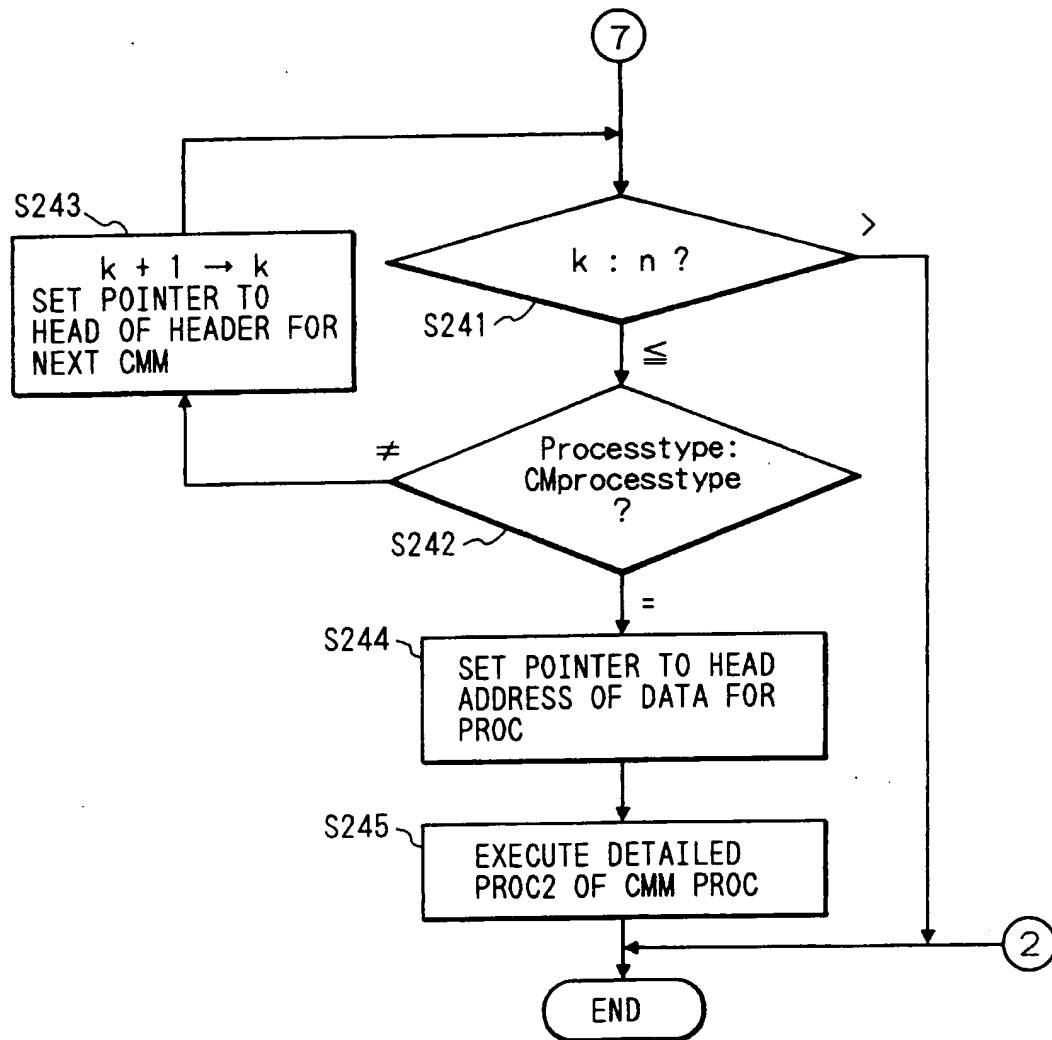 7
S243
k + 1 → k
SET POINTER TO
HEAD OF HEADER FOR
NEXT CMM
>
k : n ?
S241
≦
≠
Processtype:
CMprocesstype
?
S242
=
S244
SET POINTER TO HEAD
ADDRESS OF DATA FOR
PROC
S245
EXECUTE DETAILED
PROC2 OF CMM PROC
2
END